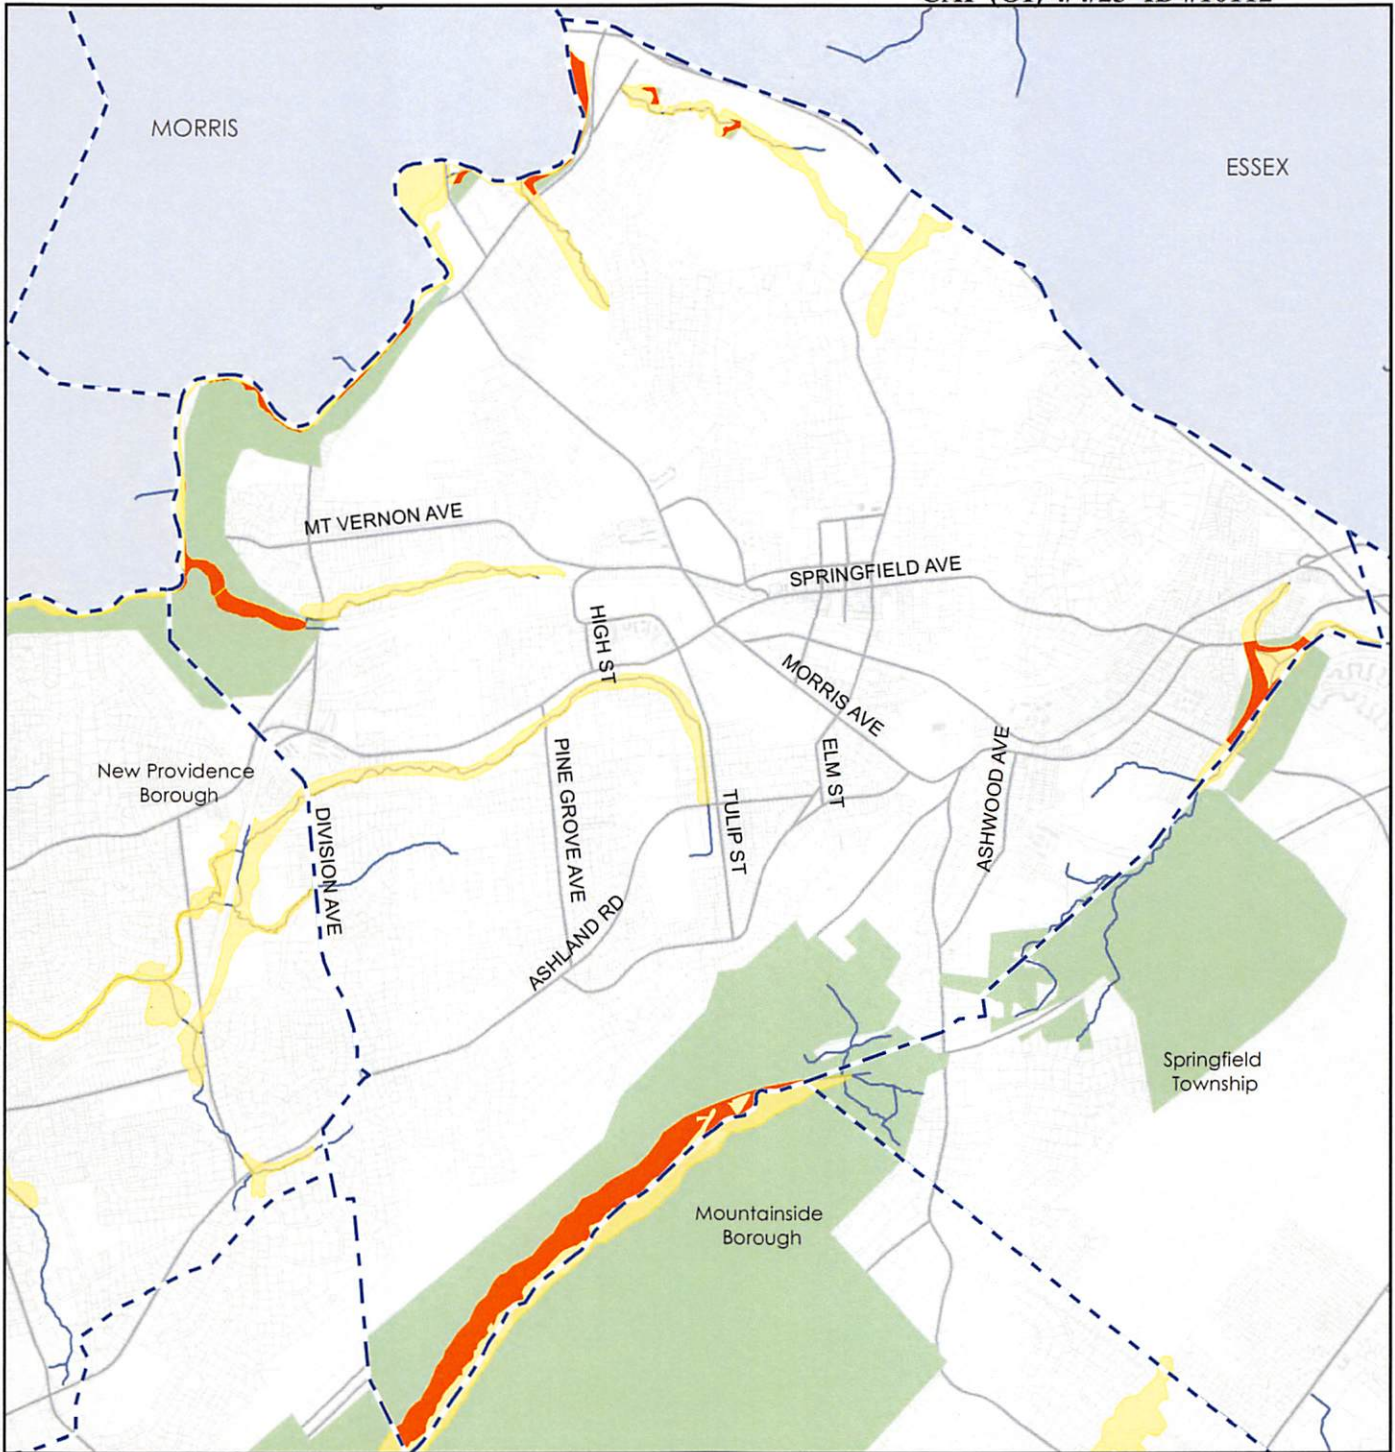 MORRIS
ESSEX
MT VERNON AVE
SPRINGFIELD AVE
HIGH ST
MORRIS AVE
New Providence
Borough
PINE GROVE AVE
ELM ST
ASHWOOD AVE
DIVISION AVE
TULIP ST
ASHLAND RD
Springfield
Township
Mountainside
Borough